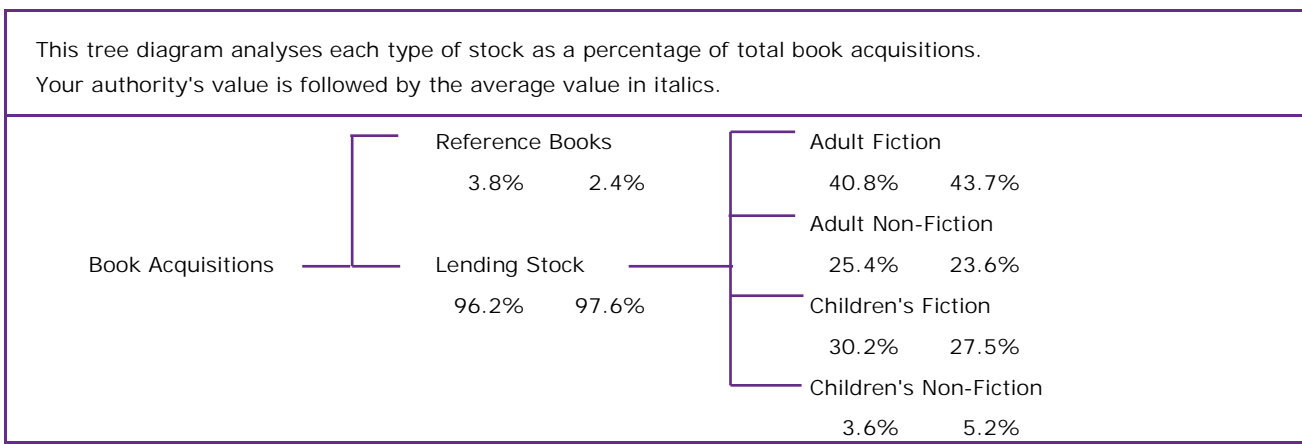 This tree diagram analyses each type of stock as a percentage of total book acquisitions.
Your authority's value is followed by the average value in italics.
Reference Books
3.8% 2.4%
Book Acquisitions
Lending Stock
96.2% 97.6%
Adult Fiction
40.8% 43.7%
Adult Non-Fiction
25.4% 23.6%
Children's Fiction
30.2% 27.5%
Children's Non-Fiction
3.6% 5.2%